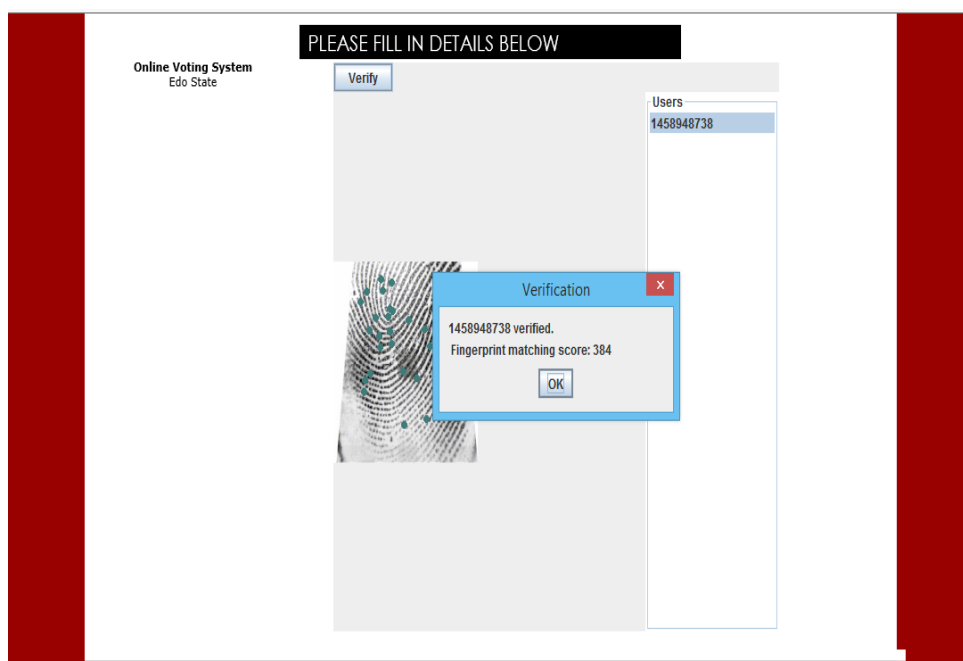 PLEASE FILL IN DETAILS BELOW
Online Voting System
Edo State
Verify
Users
1458948738
Verification
x
1458948738 verified.
Fingerprint matching score: 384
OK